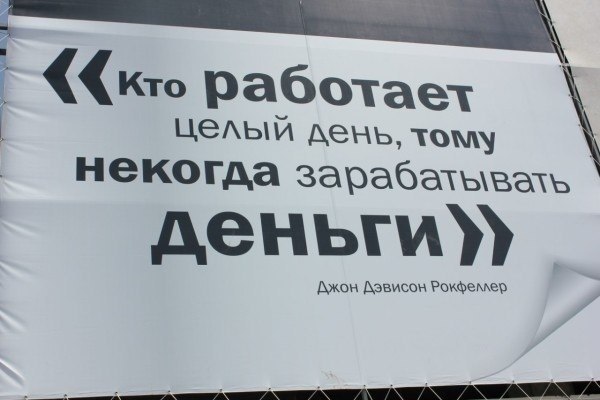 «Кто работает
целый день, тому
некогда зарабатывать
деньги»
Джон Дэвисон Рокфеллер